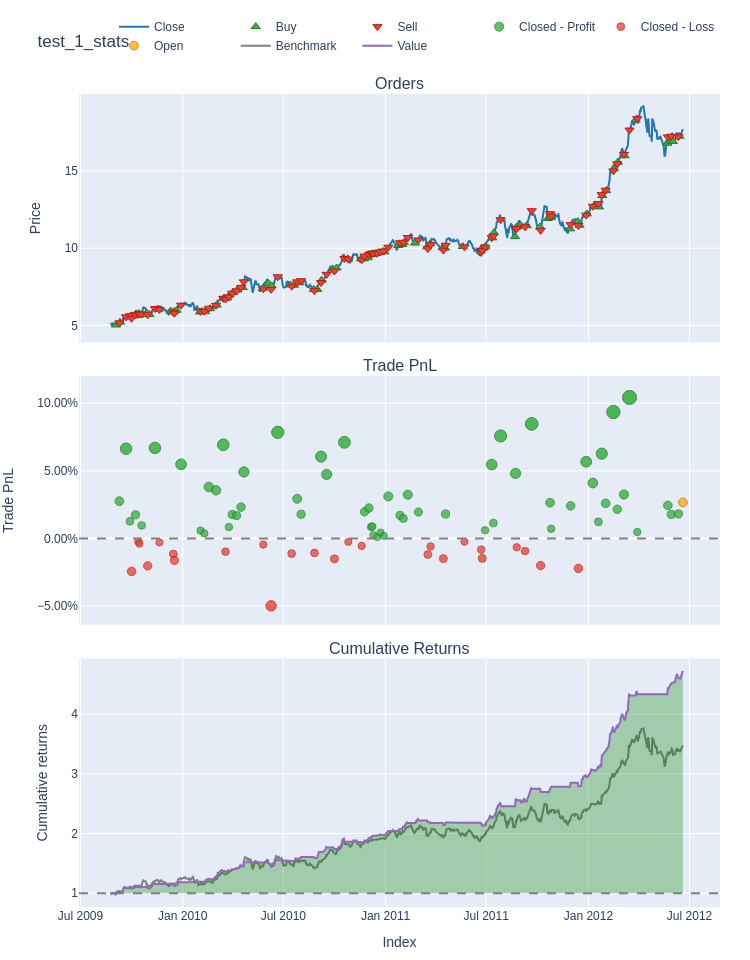 test_1_stats
Close
Buy
Sell
Closed - Profit
Closed - Loss
Open
Benchmark
Value
Orders
15
10
5
Price
Trade PnL
10.00%
5.00%
0.00%
−5.00%
Trade PnL
Cumulative Returns
4
3
2
1
Cumulative returns
Jul 2009
Jan 2010
Jul 2010
Jan 2011
Jul 2011
Jan 2012
Jul 2012
Index